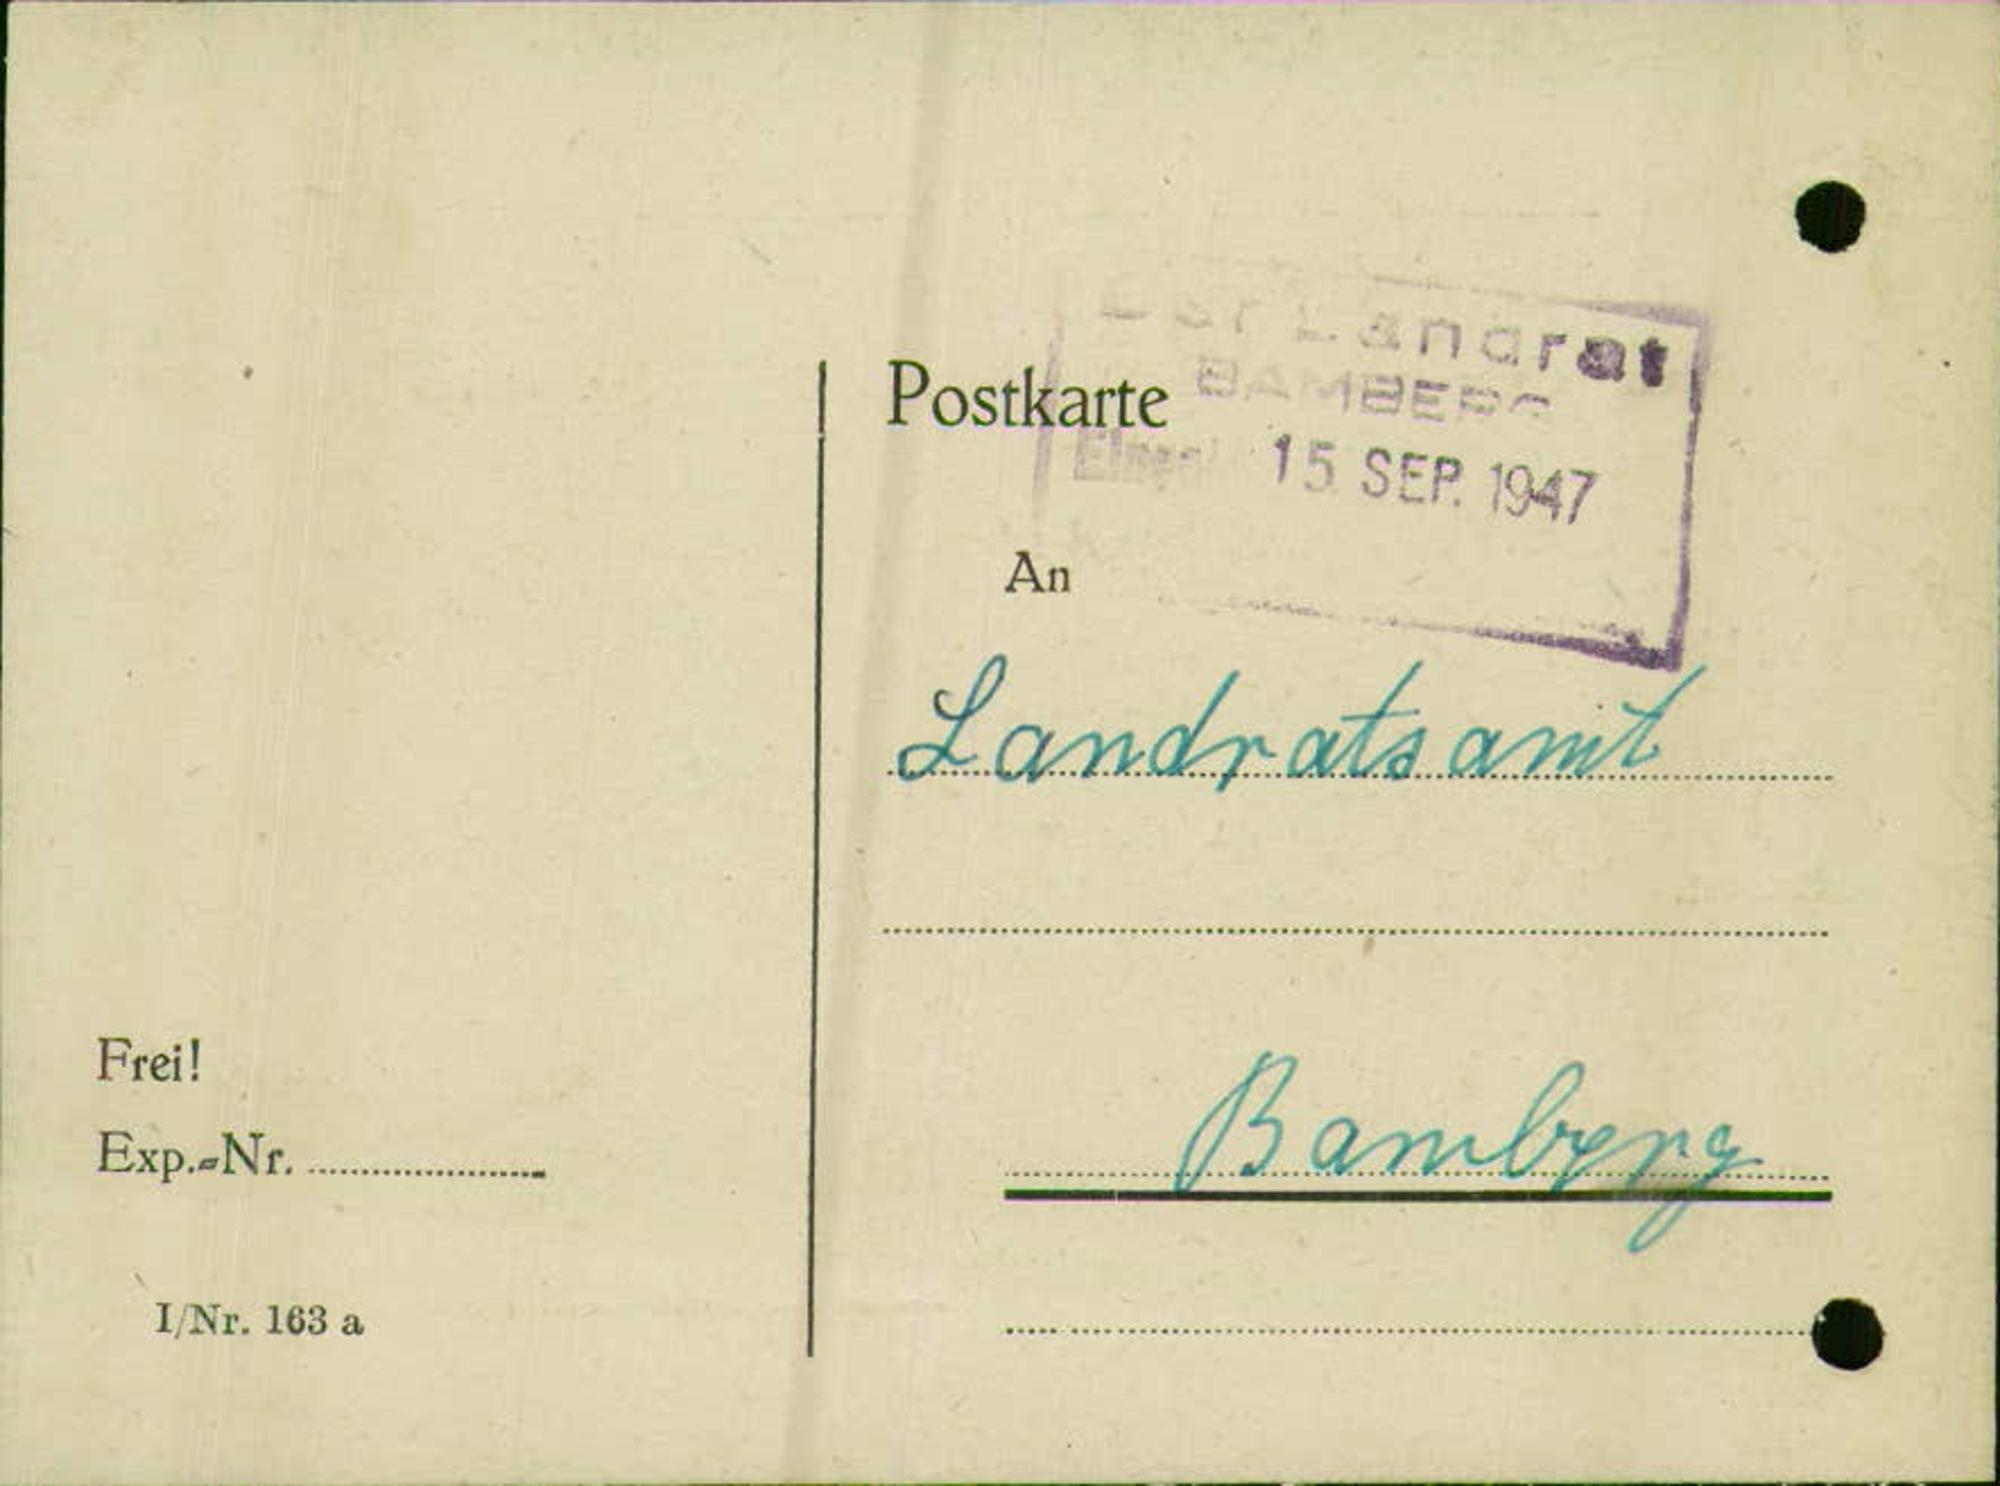 Postkarte
Der Landrat
BAMBERG
15. SEP. 1947
An
Landratsamt
Bamberg
Frei!
Exp.-Nr.
I/Nr. 163 a